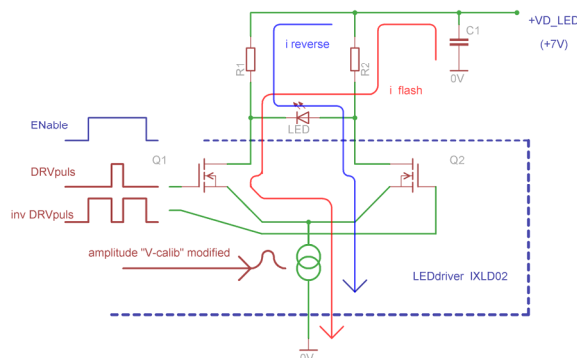 +VD_LED
(+7V)
C1
R1
i reverse
R2
0V
i flash
ENable
LED
Q1
Q2
DRVpuls
inv DRVpuls
amplitude "V-calib" modified
LEDdriver IXLD02
0V